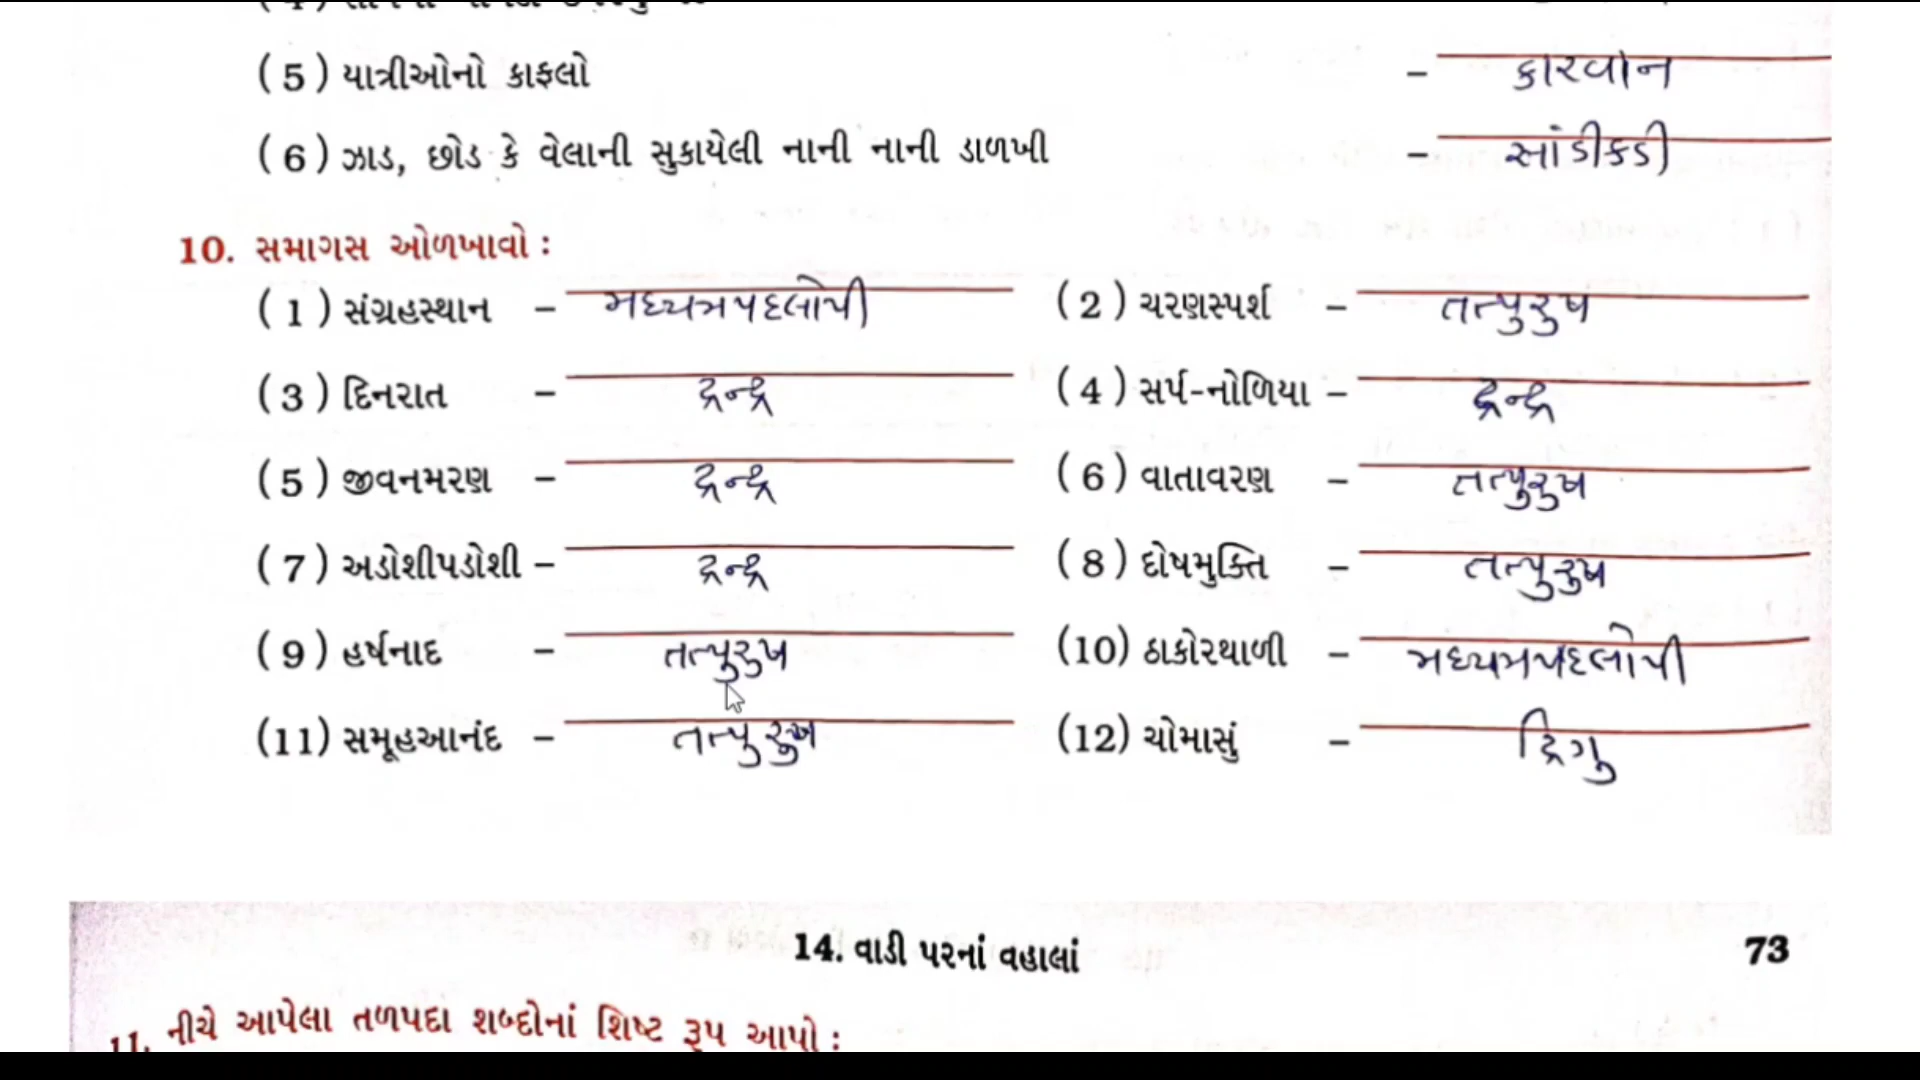 (5) યાત્રીઓનો કાફલો - કારવાન
(6) ઝાડ, છોડ કે વેલાની સુકાયેલી નાની નાની ડાળખી - સાંડીકડી
10. સમાગસ ઓળખાવો :
(1) સંગ્રહસ્થાન - મધ્યમપદલોપી (2) ચરણસ્પર્શ - તત્પુરુષ
(3) દિનરાત - દ્વન્દ્વ (4) સર્પ-નોળિયા - દ્વન્દ્વ
(5) જીવનમરણ - દ્વન્દ્વ (6) વાતાવરણ - તત્પુરુષ
(7) અડોશીપડોશી - દ્વન્દ્વ (8) દોષમુક્તિ - તત્પુરુષ
(9) હર્ષનાદ - તત્પુરુષ (10) ઠાકોરથાળી - મધ્યમપદલોપી
(11) સમૂહઆનંદ - તત્પુરુષ (12) ચોમાસું - દ્વિગુ
14. વાડી પરનાં વહાલાં 73
11. નીચે આપેલા તળપદા શબ્દોનાં શિષ્ટ રૂપ આપો :